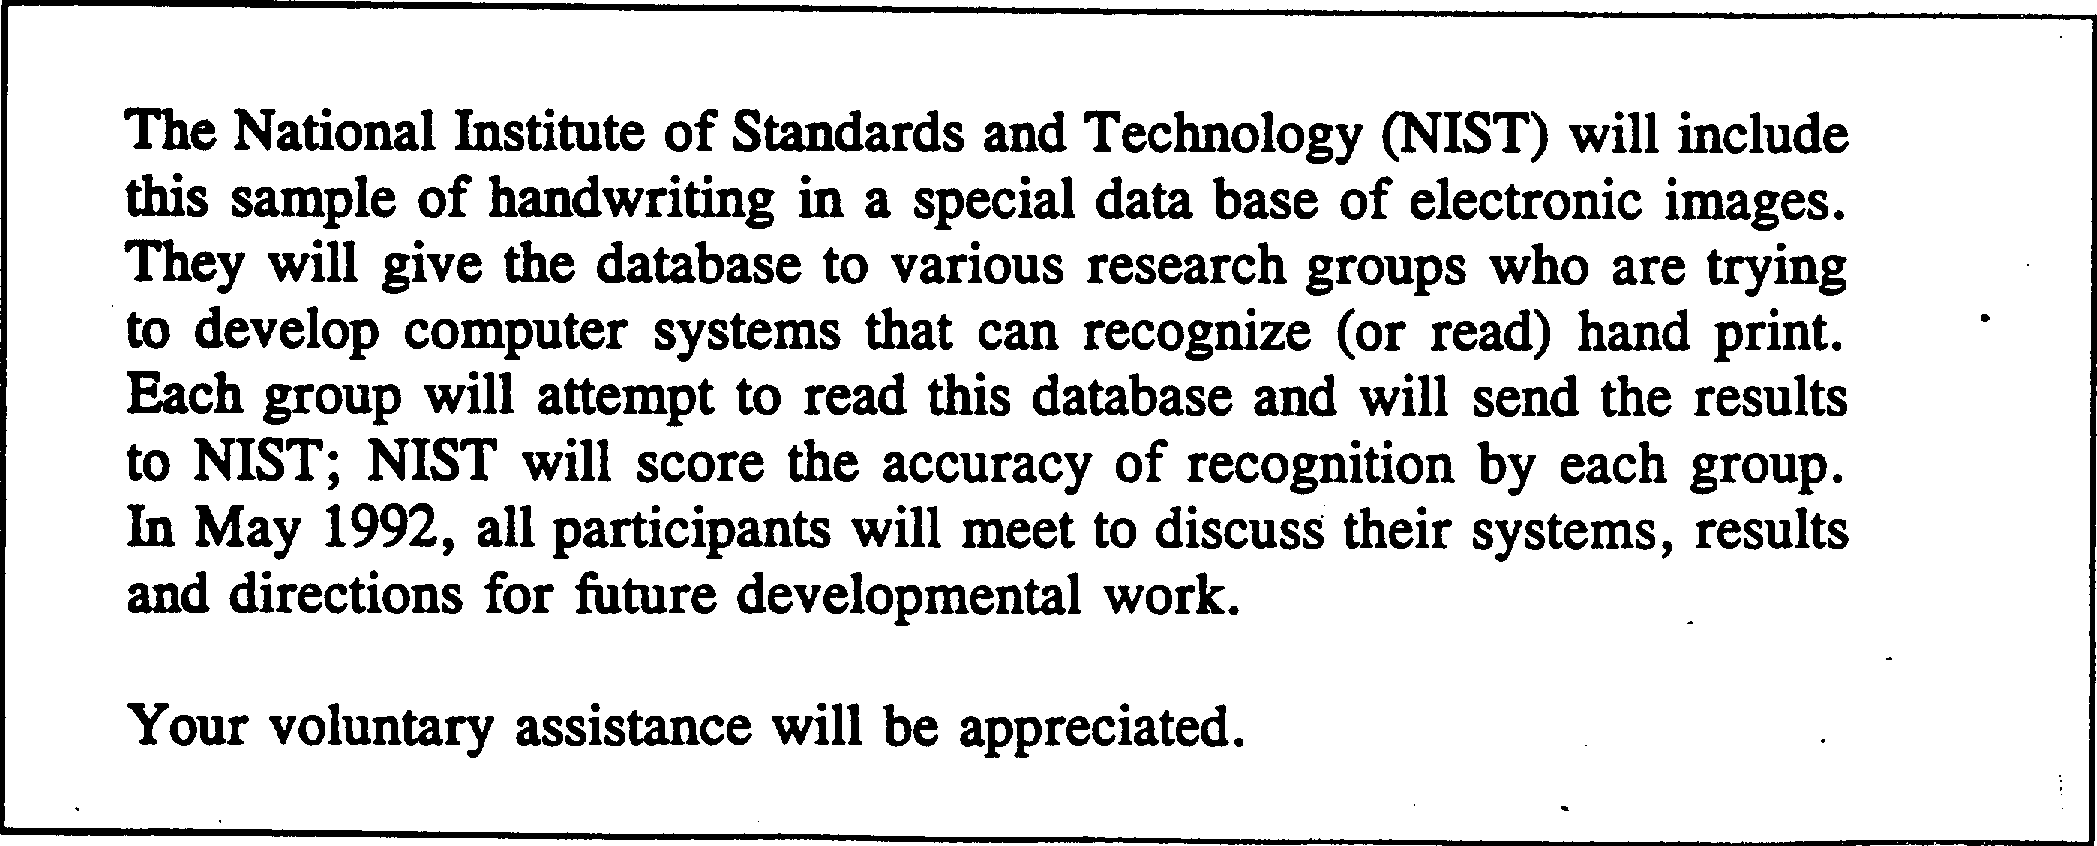 The National Institute of Standards and Technology (NIST) will include
this sample of handwriting in a special data base of electronic images.
They will give the database to various research groups who are trying
to develop computer systems that can recognize (or read) hand print.
Each group will attempt to read this database and will send the results
to NIST; NIST will score the accuracy of recognition by each group.
In May 1992, all participants will meet to discuss their systems, results
and directions for future developmental work.
Your voluntary assistance will be appreciated.